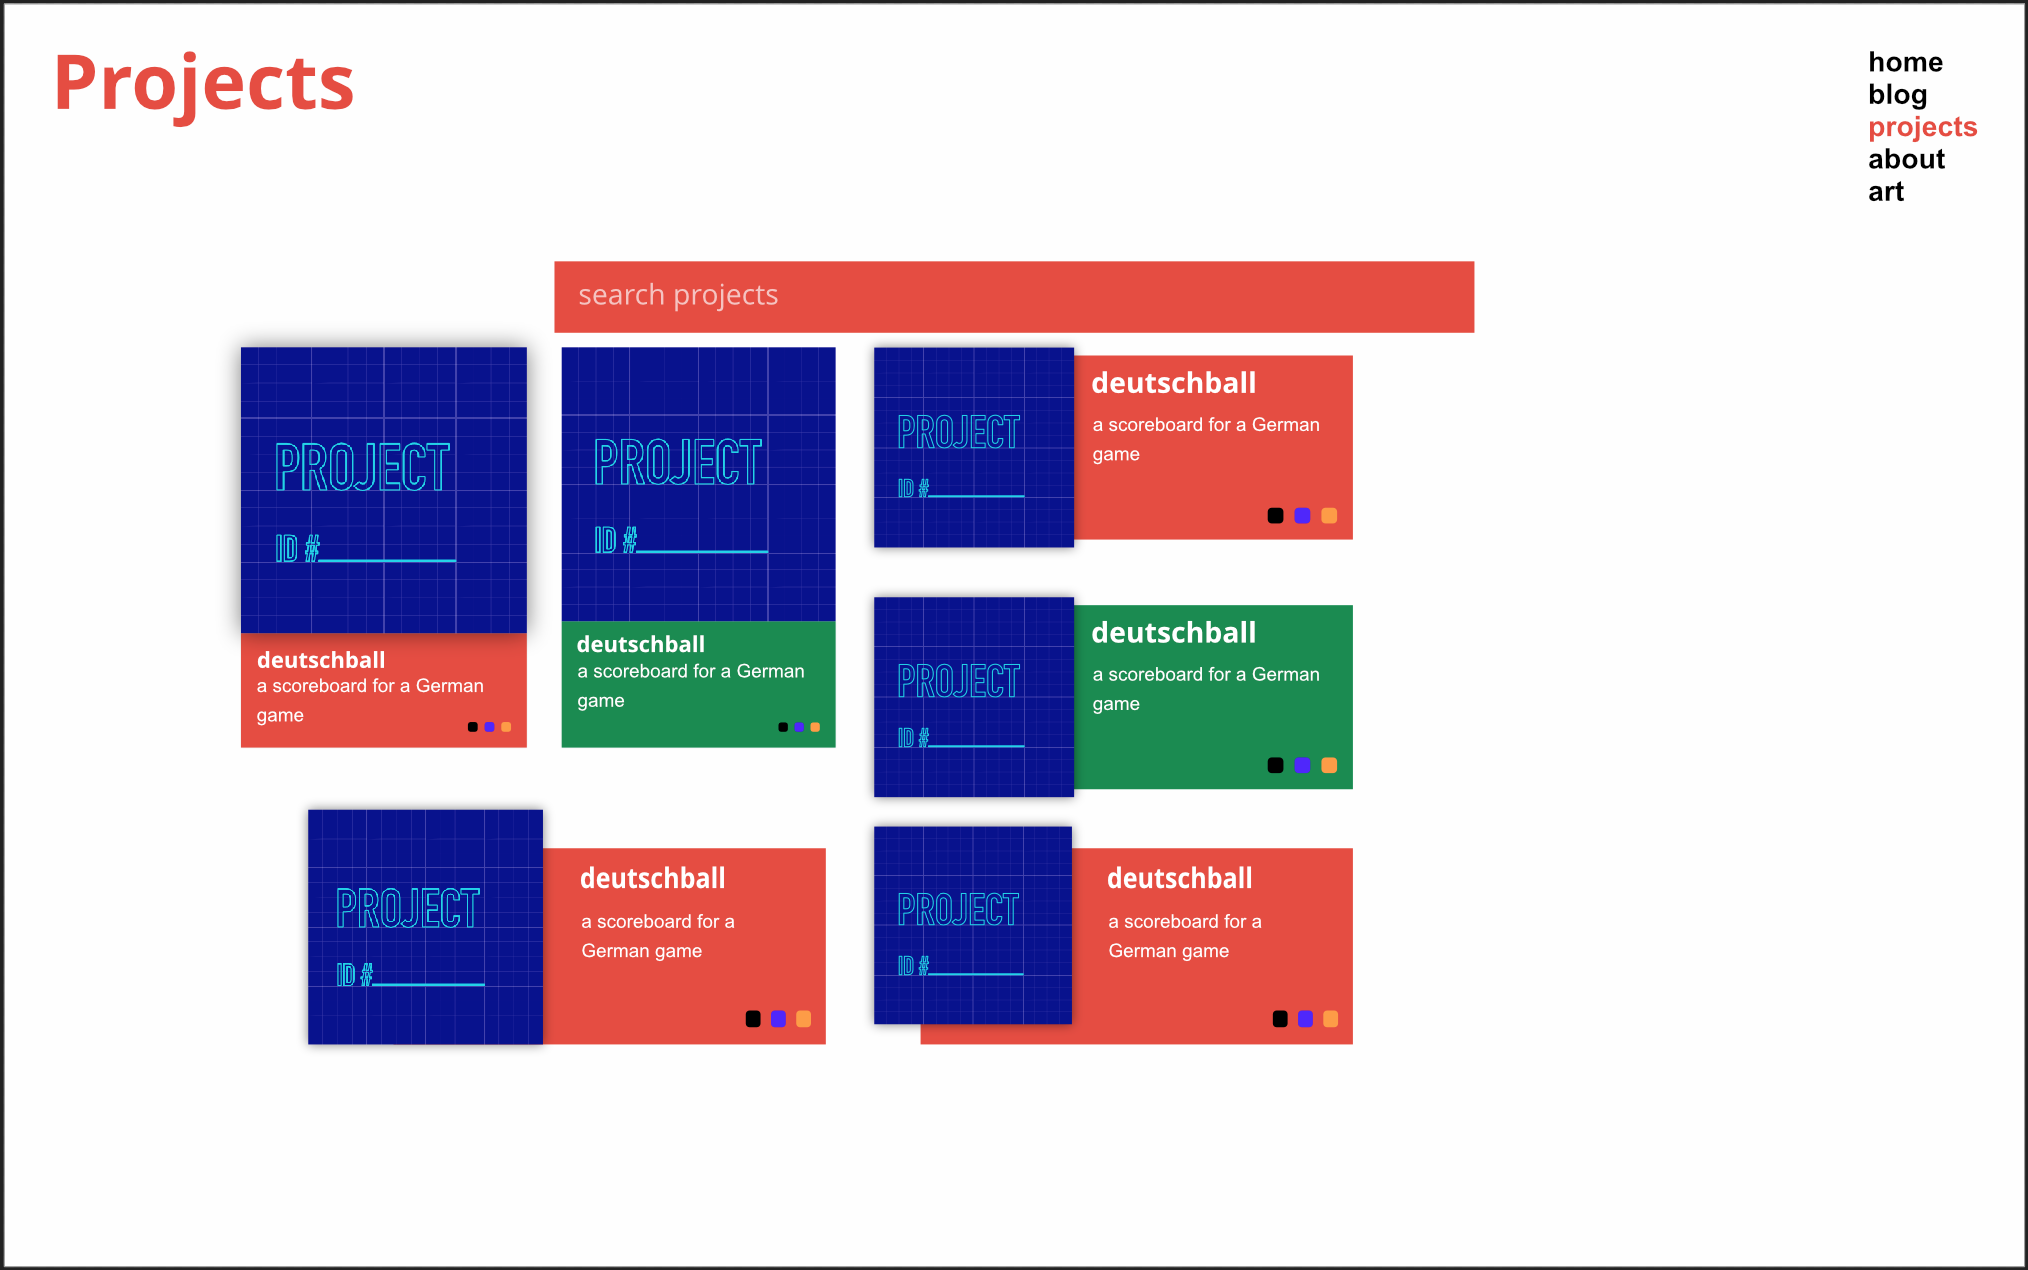 Projects
home
blog
projects
about
art
search projects
PROJECT
ID #
deutschball
a scoreboard for a German
game
PROJECT
ID #
deutschball
a scoreboard for a German
game
PROJECT
ID #
deutschball
a scoreboard for a German
game
PROJECT
ID #
deutschball
a scoreboard for a German
game
PROJECT
ID #
deutschball
a scoreboard for a
German game
PROJECT
ID #
deutschball
a scoreboard for a
German game